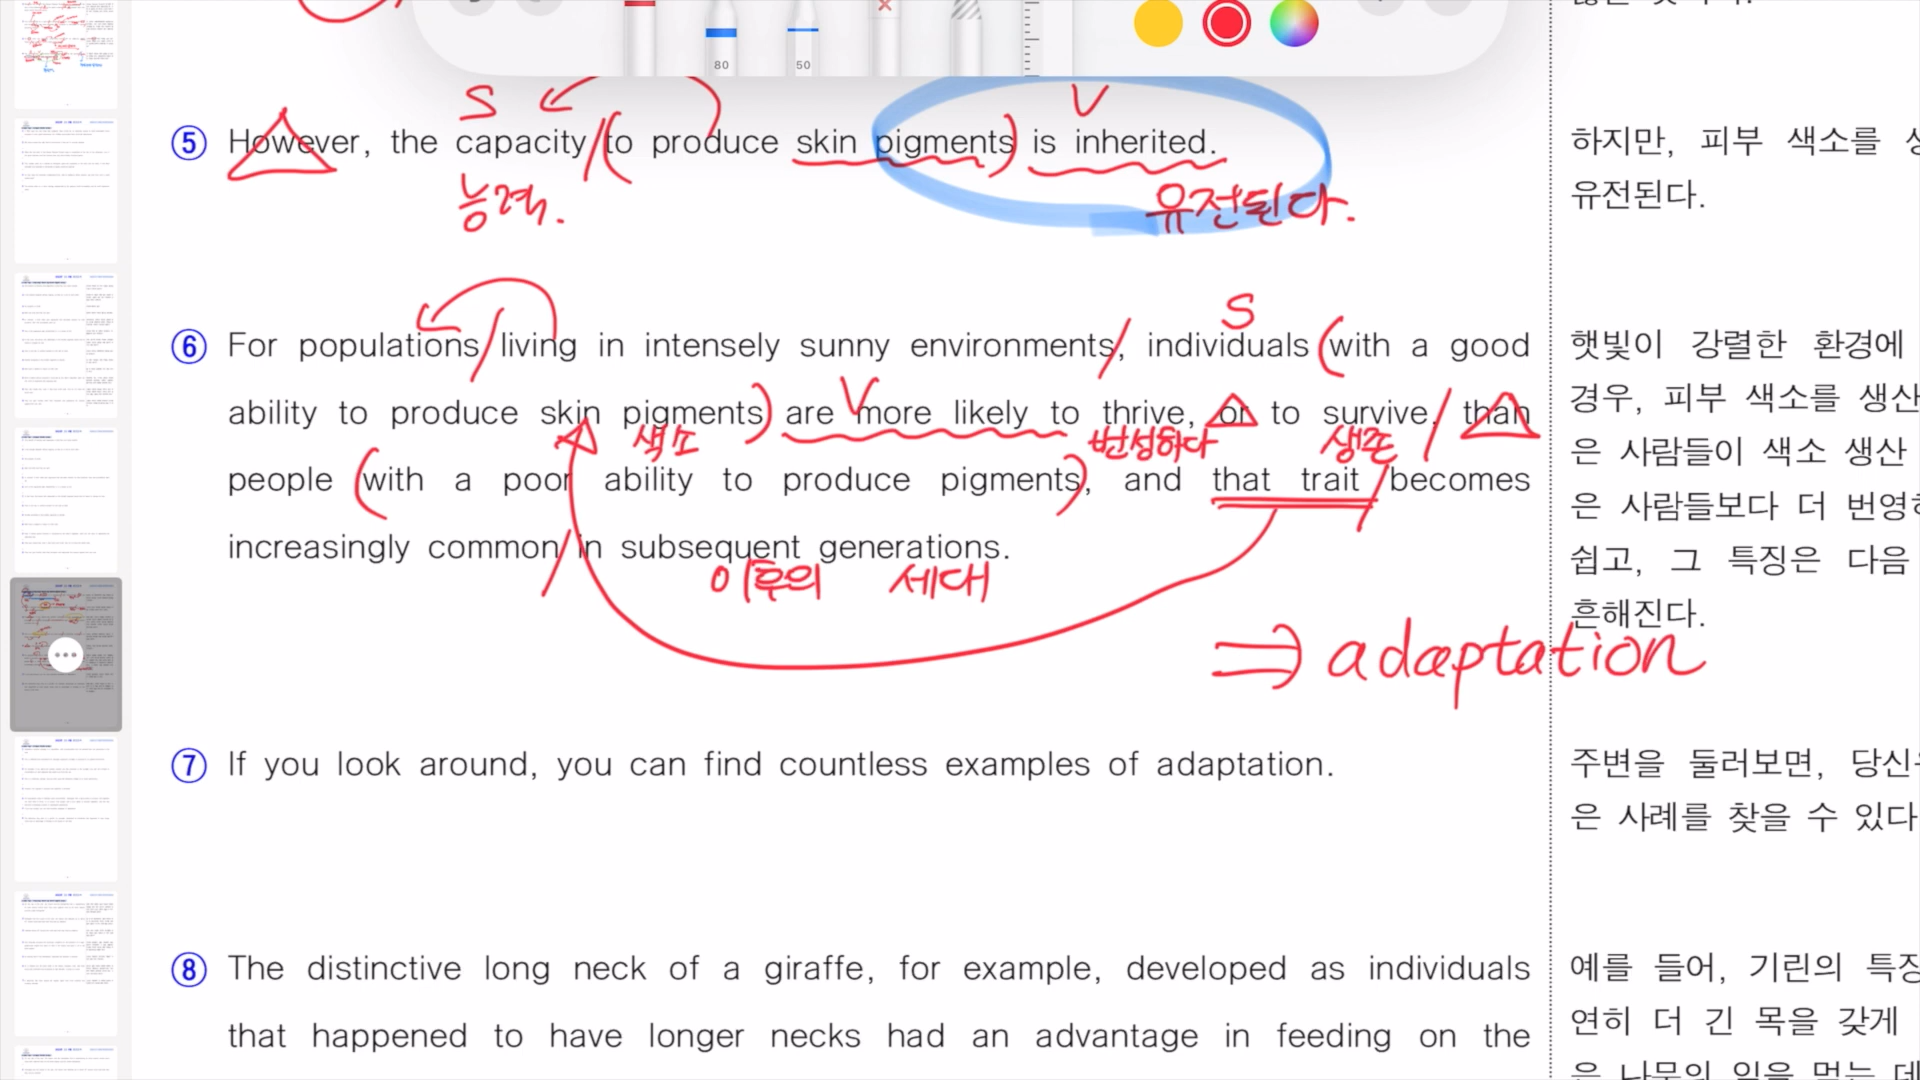 80 50
S V
⑤ However, the capacity to produce skin pigments is inherited.
능력. 유전된다.
S
⑥ For populations living in intensely sunny environments, individuals with a good
V
ability to produce skin pigments are more likely to thrive, or to survive, than
색소 번성하다 생존
people with a poor ability to produce pigments, and that trait becomes
increasingly common in subsequent generations.
이후의 세대
⇒ adaptation
⑦ If you look around, you can find countless examples of adaptation.
⑧ The distinctive long neck of a giraffe, for example, developed as individuals
that happened to have longer necks had an advantage in feeding on the
하지만, 피부 색소를
유전된다.
햇빛이 강렬한 환경에
경우, 피부 색소를 생산
은 사람들이 색소 생산
은 사람들보다 더
쉽고, 그 특징은 다음
흔해진다.
주변을 둘러보면,
은 사례를 찾을 수 있다
예를 들어, 기린의
연히 더 긴 목을 갖게
은 나무의 잎을 먹는 데